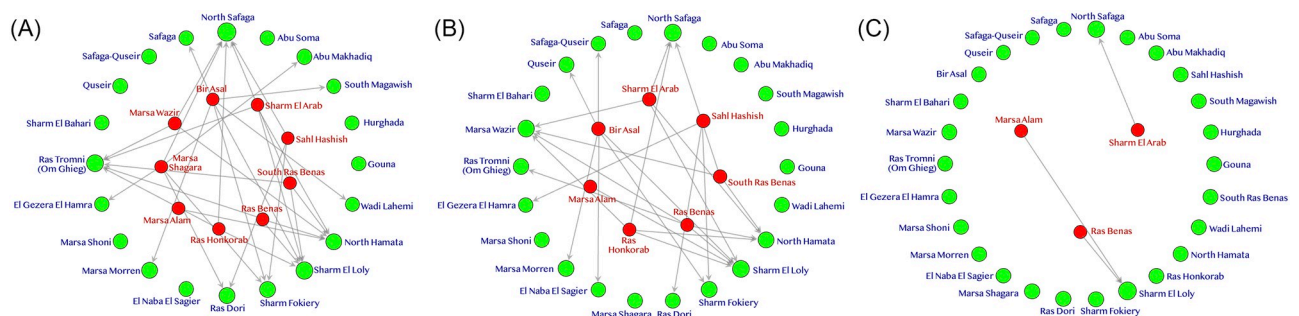 (A)
North Safaga
Safaga
Abu Soma
Safaga-Quseir
Abu Makhadiq
Quseir
Bir Asal
South Magawish
Marsa Wazir
Sharm El Arab
Sharm El Bahari
Hurghada
Sahl Hashish
Ras Tromni
(Om Ghieg)
Marsa
Shagara
Gouna
South Ras Benas
El Gezera El Hamra
Wadi Lahemi
Marsa Alam
Ras Benas
Ras Honkorab
Marsa Shoni
North Hamata
Marsa Morren
Sharm El Loly
El Naba El Sagier
Ras Dori
Sharm Fokiery
(B)
North Safaga
Safaga
Abu Soma
Safaga-Quseir
Quseir
Abu Makhadiq
Sharm El Bahari
Sharm El Arab
South Magawish
Marsa Wazir
Bir Asal
Sahl Hashish
Hurghada
Ras Tromni
(Om Ghieg)
Gouna
South Ras Benas
Marsa Alam
El Gezera El Hamra
Wadi Lahemi
Ras Benas
Ras
Honkorab
Marsa Shoni
North Hamata
Marsa Morren
Sharm El Loly
El Naba El Sagier
Sharm Fokiery
Marsa Shagara
Ras Dori
(C)
North Safaga
Safaga
Abu Soma
Safaga-Quseir
Quseir
Abu Makhadiq
Bir Asal
Sahl Hashish
Sharm El Bahari
South Magawish
Marsa Alam
Marsa Wazir
Hurghada
Sharm El Arab
Ras Tromni
(Om Ghieg)
Gouna
El Gezera El Hamra
South Ras Benas
Marsa Shoni
Ras Benas
Wadi Lahemi
Marsa Morren
North Hamata
El Naba El Sagier
Ras Honkorab
Marsa Shagara
Sharm El Loly
Ras Dori
Sharm Fokiery